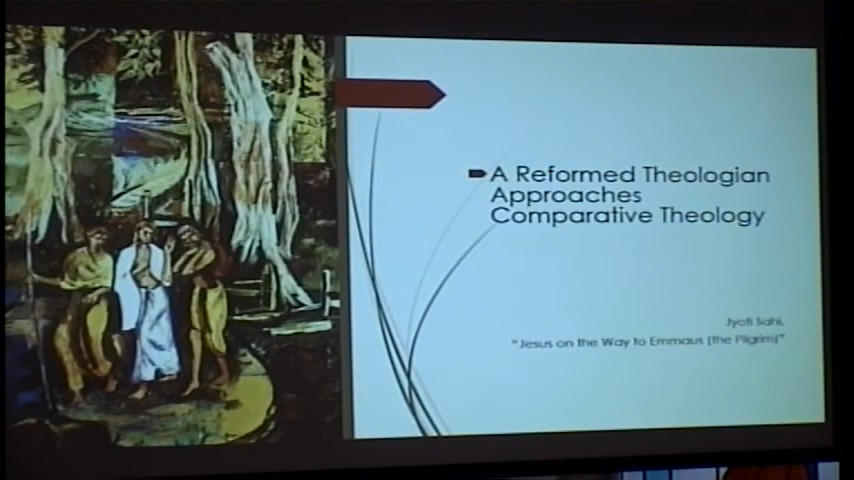 A Reformed Theologian
Approaches
Comparative Theology
Jyoti Sahi,
"Jesus on the Way to Emmaus (the Pilgrim)"